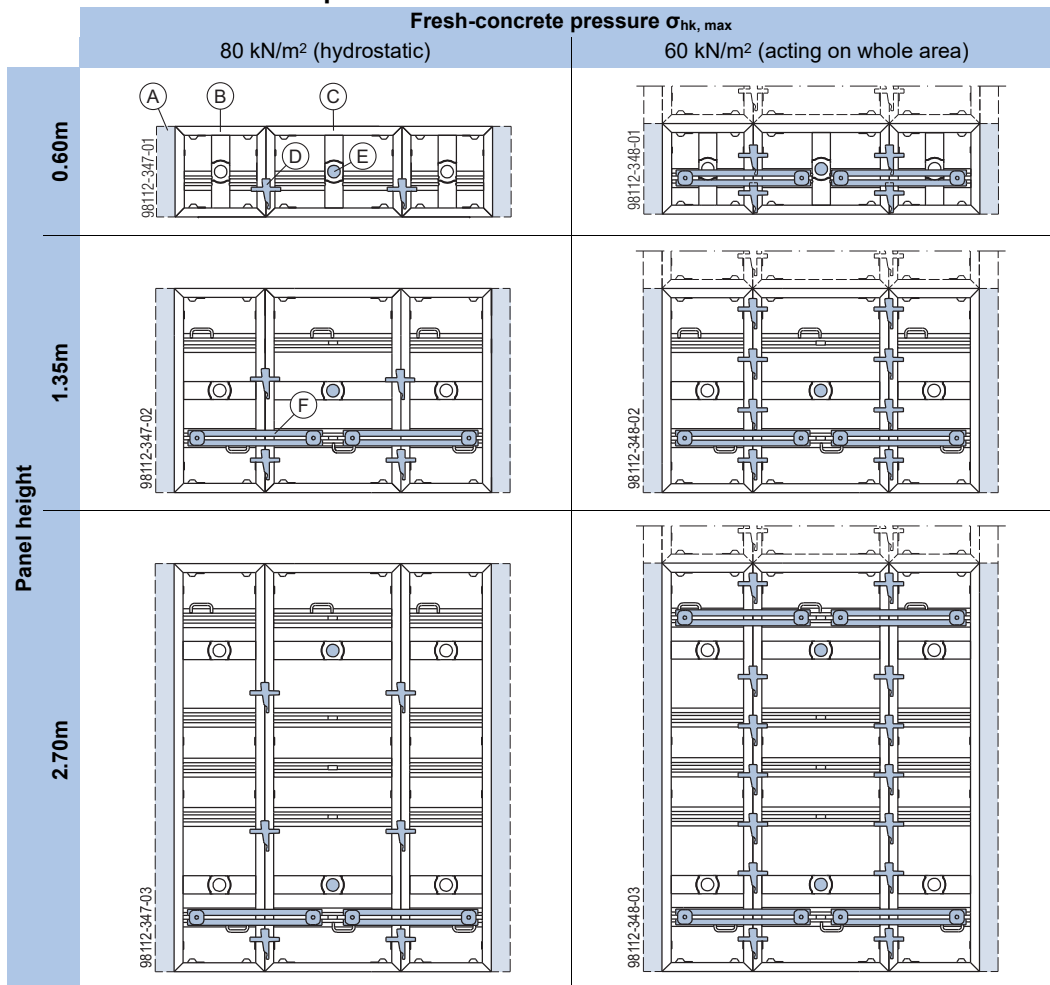 Fresh-concrete pressure σhk, max
80 kN/m² (hydrostatic)
60 kN/m² (acting on whole area)
Panel height
0.60m
A
B
C
D
E
98112-347-01
98112-348-01
1.35m
F
98112-347-02
98112-348-02
2.70m
98112-347-03
98112-348-03